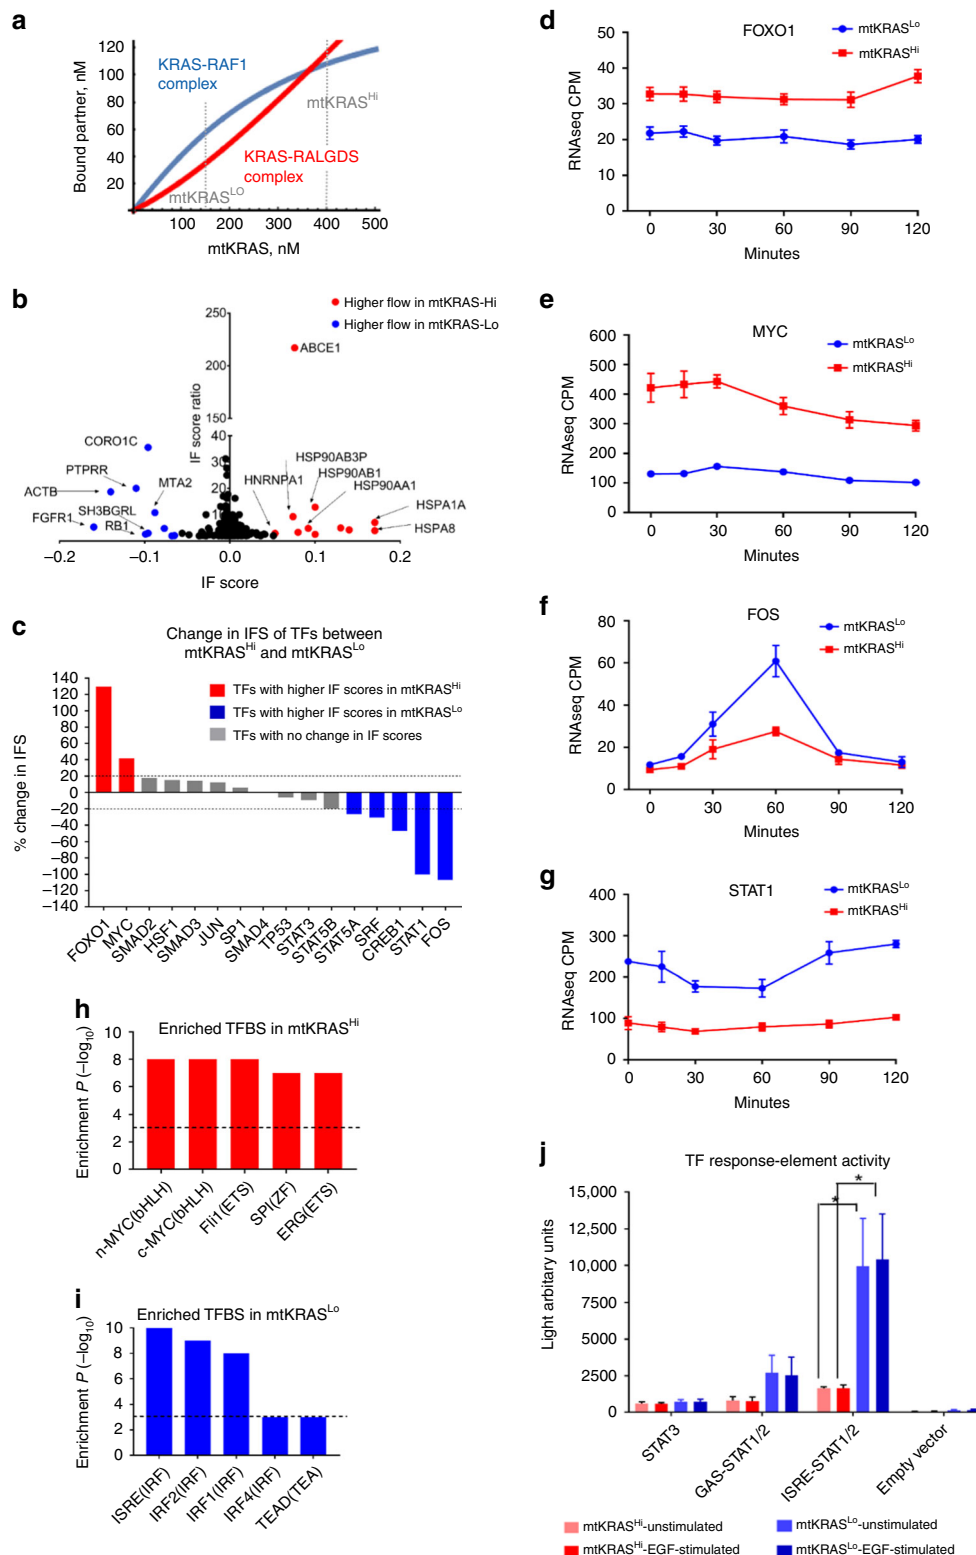 a
Bound partner, nM
120
100
80
60
40
20
KRAS-RAF1
complex
mtKRAS^Hi
KRAS-RALGDS
complex
mtKRAS^LO
100 200 300 400 500
mtKRAS, nM
b
Higher flow in mtKRAS-Hi
Higher flow in mtKRAS-Lo
IF score ratio
250
200
150
40
30
20
10
ABCE1
CORO1C
PTPRR
ACTB
MTA2
SH3BGRL
FGFR1
RB1
HSP90AB3P
HSP90AB1
HNRNPA1
HSP90AA1
HSPA1A
HSPA8
−0.2 −0.1 0.0 0.1 0.2
IF score
c
Change in IFS of TFs between
mtKRAS^Hi and mtKRAS^Lo
TFs with higher IF scores in mtKRAS^Hi
TFs with higher IF scores in mtKRAS^Lo
TFs with no change in IF scores
% change in IFS
140
120
100
80
60
40
20
0
−20
−40
−60
−80
−100
−120
−140
FOXO1 MYC SMAD2 HSF1 SMAD3 JUN SP1 SMAD4 TP53 STAT3 STAT5B STAT5A SRF CREB1 STAT1 FOS
h
Enriched TFBS in mtKRAS^Hi
Enrichment P (−log10)
10
8
6
4
2
0
n-MYC(bHLH) c-MYC(bHLH) Fli1(ETS) SPI(ZF) ERG(ETS)
i
Enriched TFBS in mtKRAS^Lo
Enrichment P (−log10)
10
8
6
4
2
0
ISRE(IRF) IRF2(IRF) IRF1(IRF) IRF4(IRF) TEAD(TEA)
d
FOXO1
mtKRAS^Lo
mtKRAS^Hi
RNAseq CPM
50
40
30
20
10
0
0 30 60 90 120
Minutes
e
MYC
mtKRAS^Lo
mtKRAS^Hi
RNAseq CPM
600
500
400
300
200
100
0
0 30 60 90 120
Minutes
f
FOS
mtKRAS^Lo
mtKRAS^Hi
RNAseq CPM
80
60
40
20
0
0 30 60 90 120
Minutes
g
STAT1
mtKRAS^Lo
mtKRAS^Hi
RNAseq CPM
400
300
200
100
0
0 30 60 90 120
Minutes
j
TF response-element activity
Light arbitary units
15,000
12,500
10,000
7500
5000
2500
0
* *
STAT3 GAS-STAT1/2 ISRE-STAT1/2 Empty vector
mtKRAS^Hi-unstimulated
mtKRAS^Hi-EGF-stimulated
mtKRAS^Lo-unstimulated
mtKRAS^Lo-EGF-stimulated